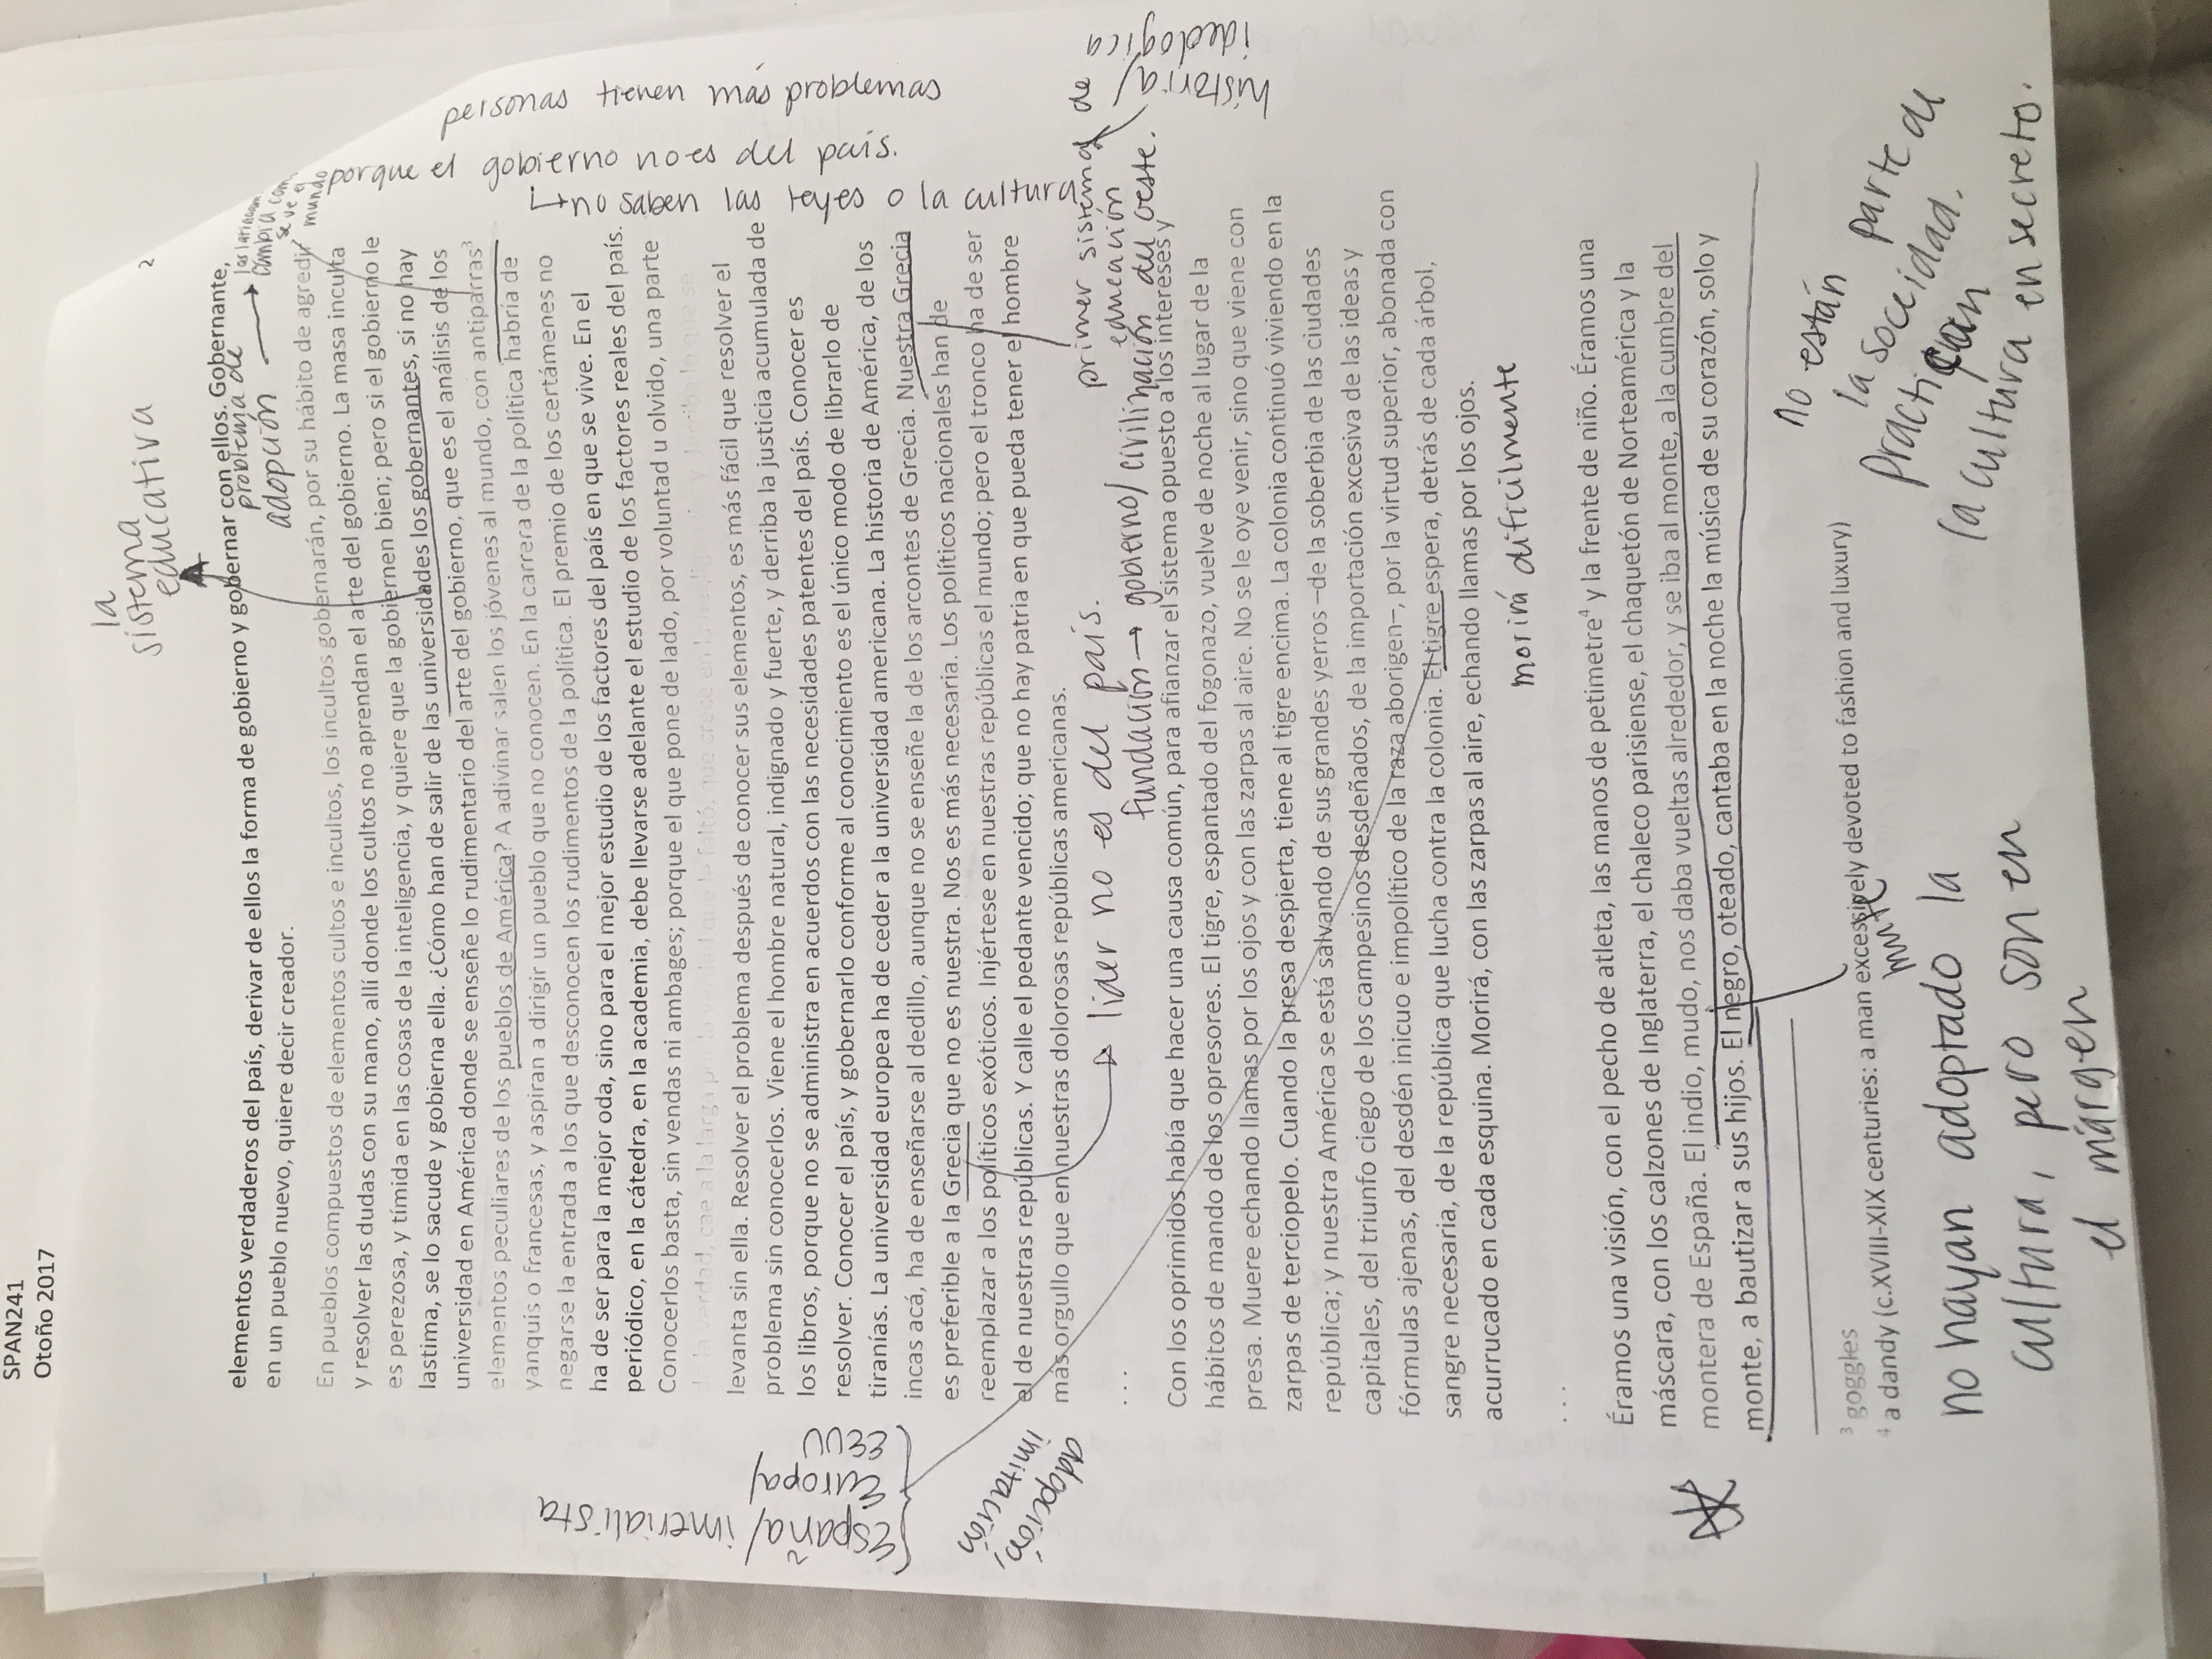 SPAN241
Otoño 2017
la
sistema
educativa
2
elementos verdaderos del país, derivar de ellos la forma de gobierno y gobernar con ellos. Gobernante,
en un pueblo nuevo, quiere decir creador.
problema de
adopción
cambia
se ve el
mundo
En pueblos compuestos de elementos cultos e incultos, los incultos gobernarán, por su hábito de agredir
y resolver las dudas con su mano, allí donde los cultos no aprendan el arte del gobierno. La masa inculta
es perezosa, y tímida en las cosas de la inteligencia, y quiere que la gobiernen bien; pero si el gobierno le
lastima, se lo sacude y gobierna ella. ¿Cómo han de salir de las universidades los gobernantes, si no hay
universidad en América donde se enseñe lo rudimentario del arte del gobierno, que es el análisis de los
elementos peculiares de los pueblos de América? A adivinar salen los jóvenes al mundo, con antiparras³
yanquis o francesas, y aspiran a dirigir un pueblo que no conocen. En la carrera de la política habría de
negarse la entrada a los que desconocen los rudimentos de la política. El premio de los certámenes no
ha de ser para la mejor oda, sino para el mejor estudio de los factores del país en que se vive. En el
periódico, en la cátedra, en la academia, debe llevarse adelante el estudio de los factores reales del país.
Conocerlos basta, sin vendas ni ambages; porque el que pone de lado, por voluntad u olvido, una parte
de la verdad, cae a la larga por la verdad que le faltó, que crece en la negligencia, y derriba lo que se
levanta sin ella. Resolver el problema después de conocer sus elementos, es más fácil que resolver el
problema sin conocerlos. Viene el hombre natural, indignado y fuerte, y derriba la justicia acumulada de
los libros, porque no se administra en acuerdos con las necesidades patentes del país. Conocer es
resolver. Conocer el país, y gobernarlo conforme al conocimiento es el único modo de librarlo de
tiranías. La universidad europea ha de ceder a la universidad americana. La historia de América, de los
incas acá, ha de enseñarse al dedillo, aunque no se enseñe la de los arcontes de Grecia. Nuestra Grecia
es preferible a la Grecia que no es nuestra. Nos es más necesaria. Los políticos nacionales han de
reemplazar a los políticos exóticos. Injértese en nuestras repúblicas el mundo; pero el tronco ha de ser
el de nuestras repúblicas. Y calle el pedante vencido; que no hay patria en que pueda tener el hombre
más orgullo que en nuestras dolorosas repúblicas americanas.
personas tienen más problemas
porque el gobierno no es del país.
no saben las leyes o la cultura
España/imerialista
Europa/
EEUU
adopción,
imitación
lider no es del país.
primer sistema de
educación
fundación → gobierno/civilización del oeste.
historia/
ideologica
...
Con los oprimidos había que hacer una causa común, para afianzar el sistema opuesto a los intereses y
hábitos de mando de los opresores. El tigre, espantado del fogonazo, vuelve de noche al lugar de la
presa. Muere echando llamas por los ojos y con las zarpas al aire. No se le oye venir, sino que viene con
zarpas de terciopelo. Cuando la presa despierta, tiene al tigre encima. La colonia continuó viviendo en la
república; y nuestra América se está salvando de sus grandes yerros –de la soberbia de las ciudades
capitales, del triunfo ciego de los campesinos desdeñados, de la importación excesiva de las ideas y
fórmulas ajenas, del desdén inicuo e impolítico de la raza aborigen–, por la virtud superior, abonada con
sangre necesaria, de la república que lucha contra la colonia. El tigre espera, detrás de cada árbol,
acurrucado en cada esquina. Morirá, con las zarpas al aire, echando llamas por los ojos.
morirá dificilmente
...
Éramos una visión, con el pecho de atleta, las manos de petimetre⁴ y la frente de niño. Éramos una
máscara, con los calzones de Inglaterra, el chaleco parisiense, el chaquetón de Norteamérica y la
montera de España. El indio, mudo, nos daba vueltas alrededor, y se iba al monte, a la cumbre del
monte, a bautizar a sus hijos. El negro, oteado, cantaba en la noche la música de su corazón, solo y
³ goggles
⁴ a dandy (c.XVIII-XIX centuries: a man excessively devoted to fashion and luxury)
mute
no hayan adoptado la
cultura, pero son en
el márgen
no están parte de
la soceidad.
practican
la cultura en secreto.